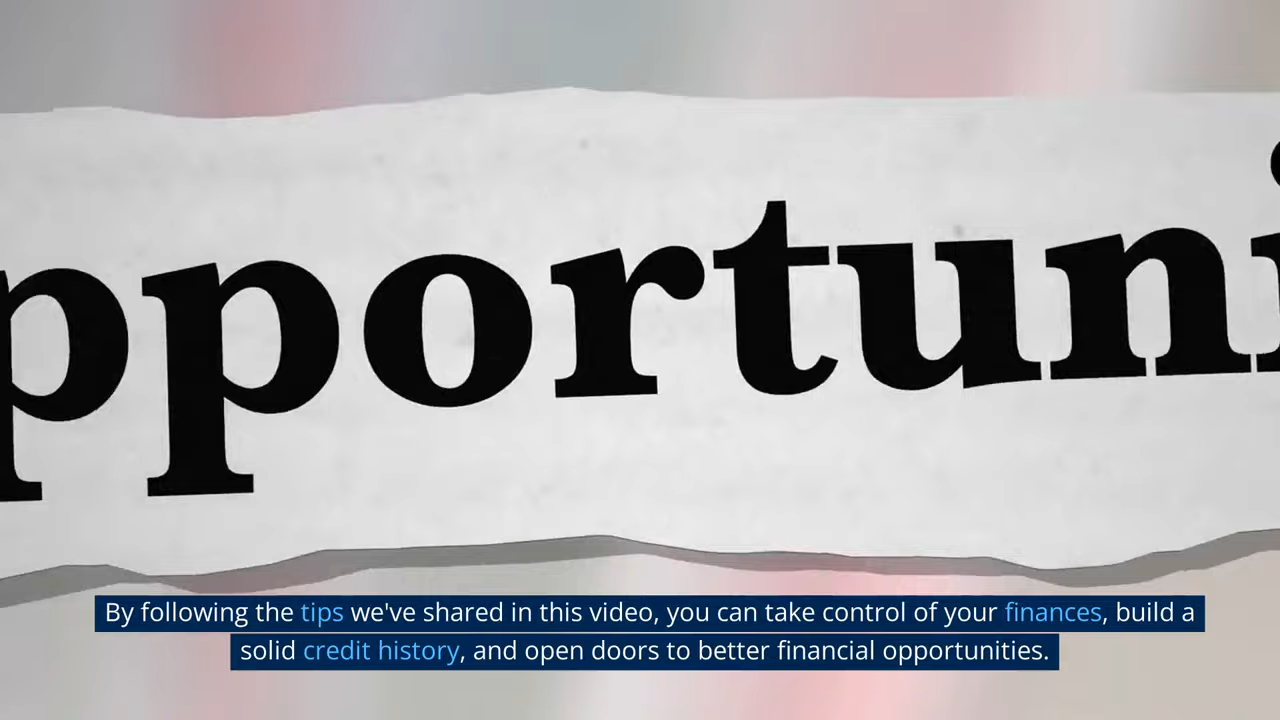 pportuni
By following the tips we've shared in this video, you can take control of your finances, build a
solid credit history, and open doors to better financial opportunities.